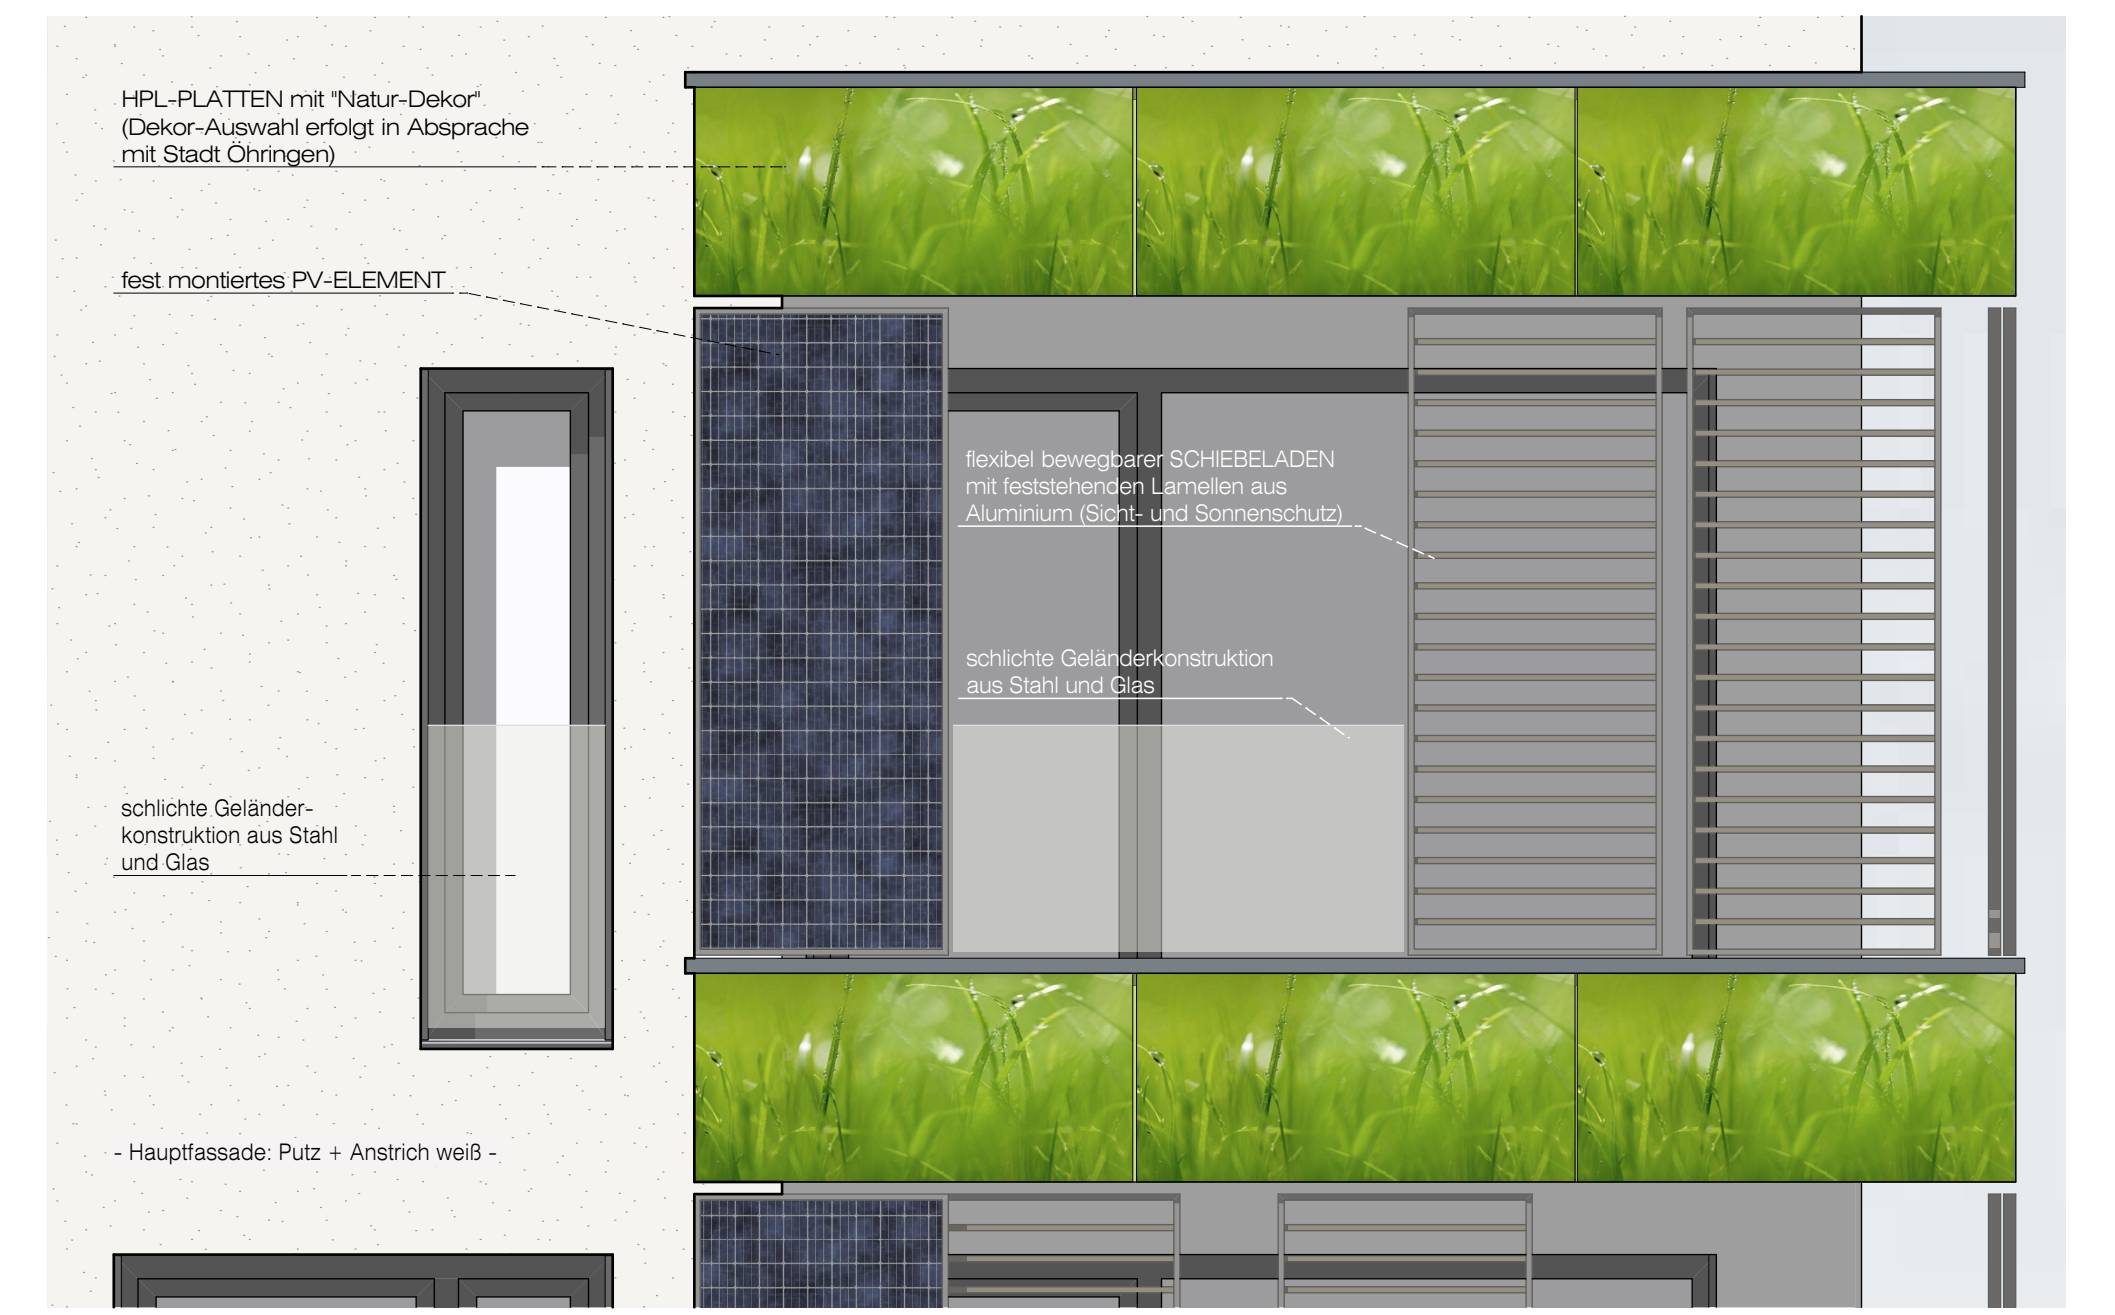 HPL-PLATTEN mit "Natur-Dekor"
(Dekor-Auswahl erfolgt in Absprache
mit Stadt Öhringen)
fest montiertes PV-ELEMENT
flexibel bewegbarer SCHIEBELADEN
mit feststehenden Lamellen aus
Aluminium (Sicht- und Sonnenschutz)
schlichte Geländerkonstruktion
aus Stahl und Glas
schlichte Geländer-
konstruktion aus Stahl
und Glas
- Hauptfassade: Putz + Anstrich weiß -